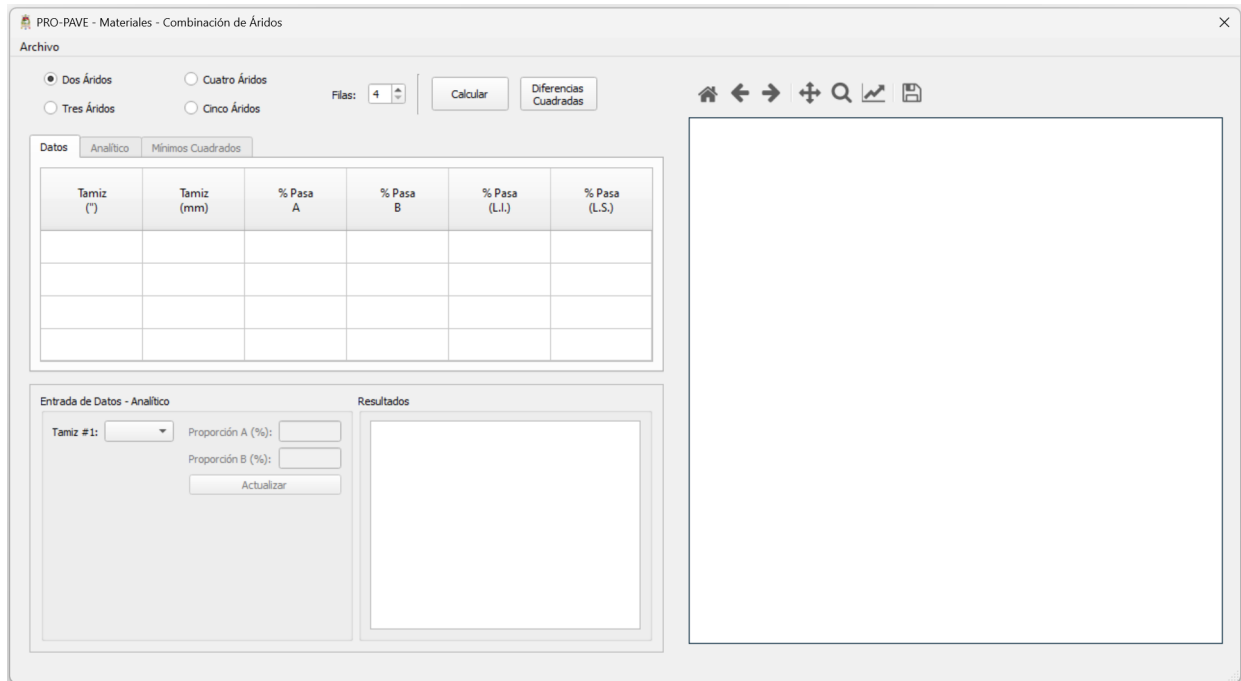 PRO-PAVE - Materiales - Combinación de Áridos
Archivo
Dos Áridos
Cuatro Áridos
Tres Áridos
Cinco Áridos
Filas: 4
Calcular
Diferencias
Cuadradas
Datos
Analítico
Mínimos Cuadrados
Tamiz
(")
Tamiz
(mm)
% Pasa
A
% Pasa
B
% Pasa
(L.I.)
% Pasa
(L.S.)
Entrada de Datos - Analítico
Tamiz #1:
Proporción A (%):
Proporción B (%):
Actualizar
Resultados